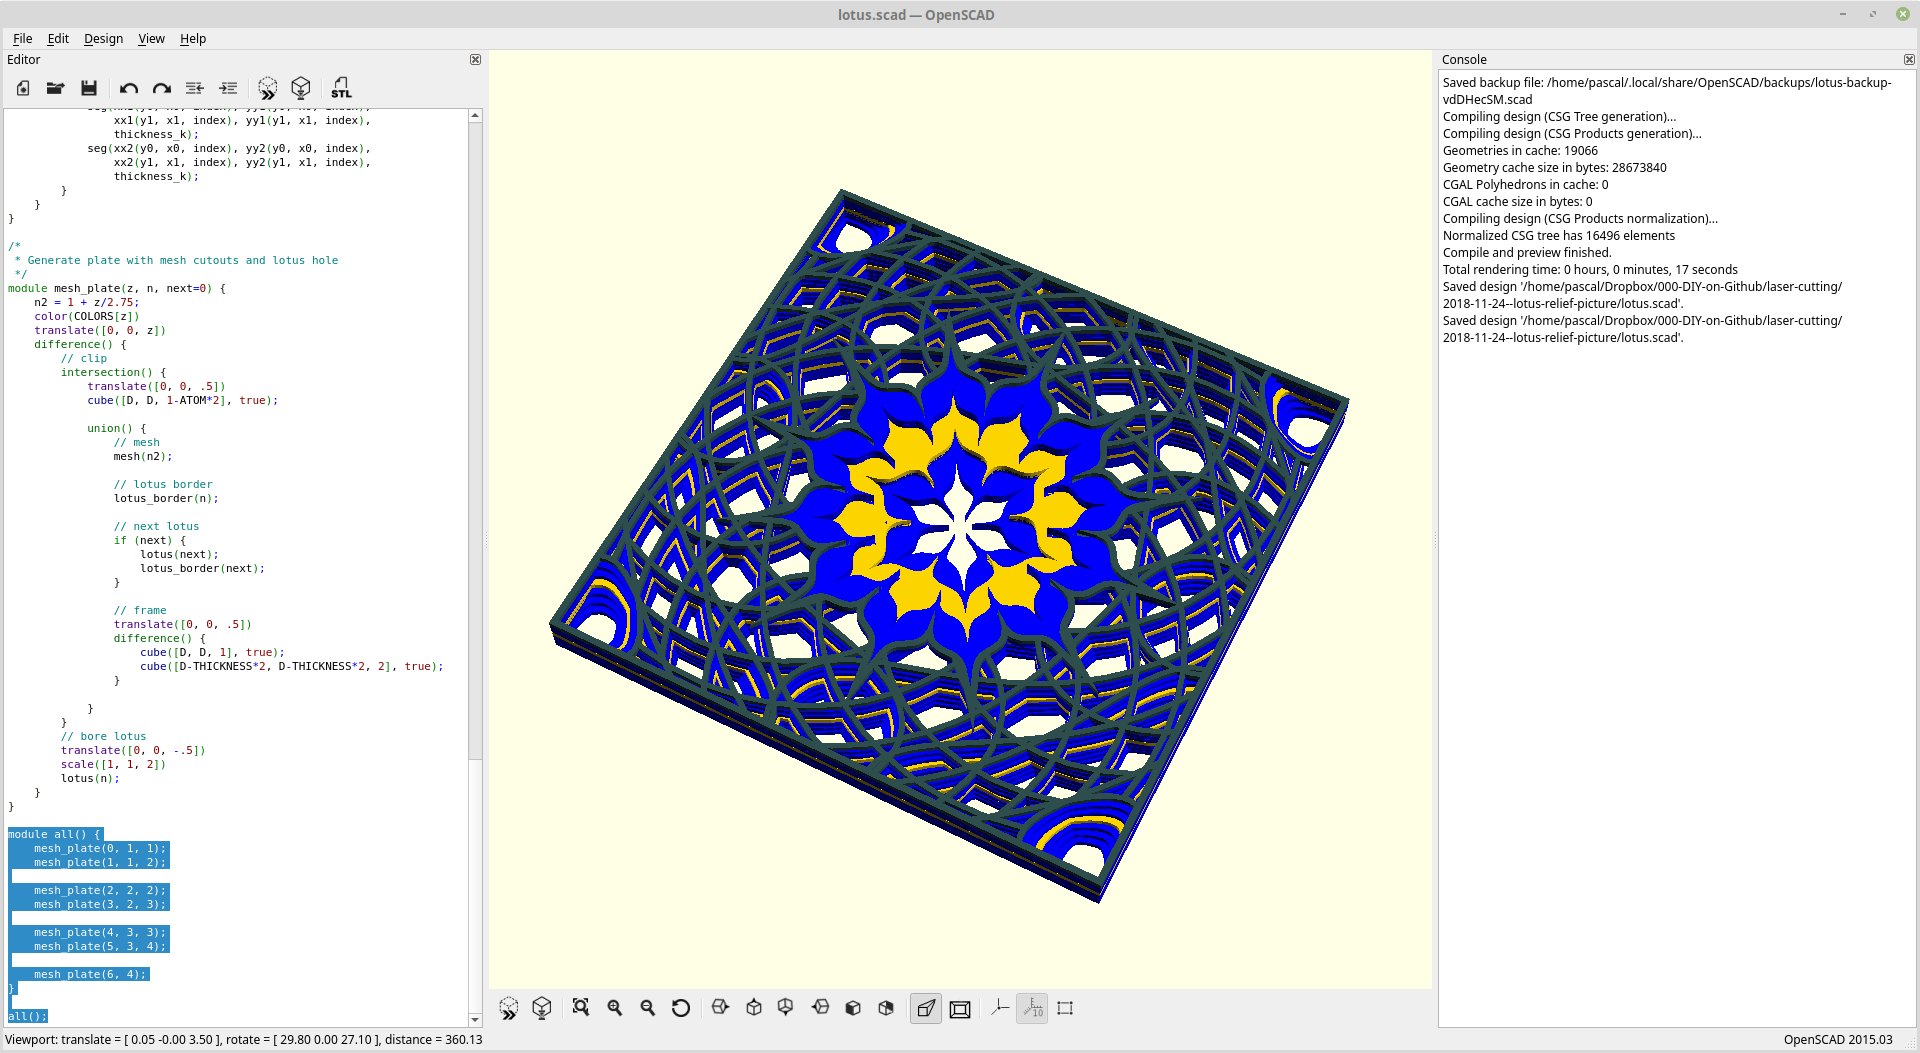 lotus.scad — OpenSCAD
File Edit Design View Help
Editor
STL
xx1(y1, x1, index), yy1(y1, x1, index),
thickness_k);
seg(xx2(y0, x0, index), yy2(y0, x0, index),
xx2(y1, x1, index), yy2(y1, x1, index),
thickness_k);
}
}
}
/*
* Generate plate with mesh cutouts and lotus hole
*/
module mesh_plate(z, n, next=0) {
n2 = 1 + z/2.75;
color(COLORS[z])
translate([0, 0, z])
difference() {
// clip
intersection() {
translate([0, 0, .5])
cube([D, D, 1-ATOM*2], true);
union() {
// mesh
mesh(n2);
// lotus border
lotus_border(n);
// next lotus
if (next) {
lotus(next);
lotus_border(next);
}
// frame
translate([0, 0, .5])
difference() {
cube([D, D, 1], true);
cube([D-THICKNESS*2, D-THICKNESS*2, 2], true);
}
}
}
// bore lotus
translate([0, 0, -.5])
scale([1, 1, 2])
lotus(n);
}
}
module all() {
mesh_plate(0, 1, 1);
mesh_plate(1, 1, 2);
mesh_plate(2, 2, 2);
mesh_plate(3, 2, 3);
mesh_plate(4, 3, 3);
mesh_plate(5, 3, 4);
mesh_plate(6, 4);
}
all();
10
Console
Saved backup file: /home/pascal/.local/share/OpenSCAD/backups/lotus-backup-
vdDHecSM.scad
Compiling design (CSG Tree generation)...
Compiling design (CSG Products generation)...
Geometries in cache: 19066
Geometry cache size in bytes: 28673840
CGAL Polyhedrons in cache: 0
CGAL cache size in bytes: 0
Compiling design (CSG Products normalization)...
Normalized CSG tree has 16496 elements
Compile and preview finished.
Total rendering time: 0 hours, 0 minutes, 17 seconds
Saved design '/home/pascal/Dropbox/000-DIY-on-Github/laser-cutting/
2018-11-24--lotus-relief-picture/lotus.scad'.
Saved design '/home/pascal/Dropbox/000-DIY-on-Github/laser-cutting/
2018-11-24--lotus-relief-picture/lotus.scad'.
Viewport: translate = [ 0.05 -0.00 3.50 ], rotate = [ 29.80 0.00 27.10 ], distance = 360.13
OpenSCAD 2015.03